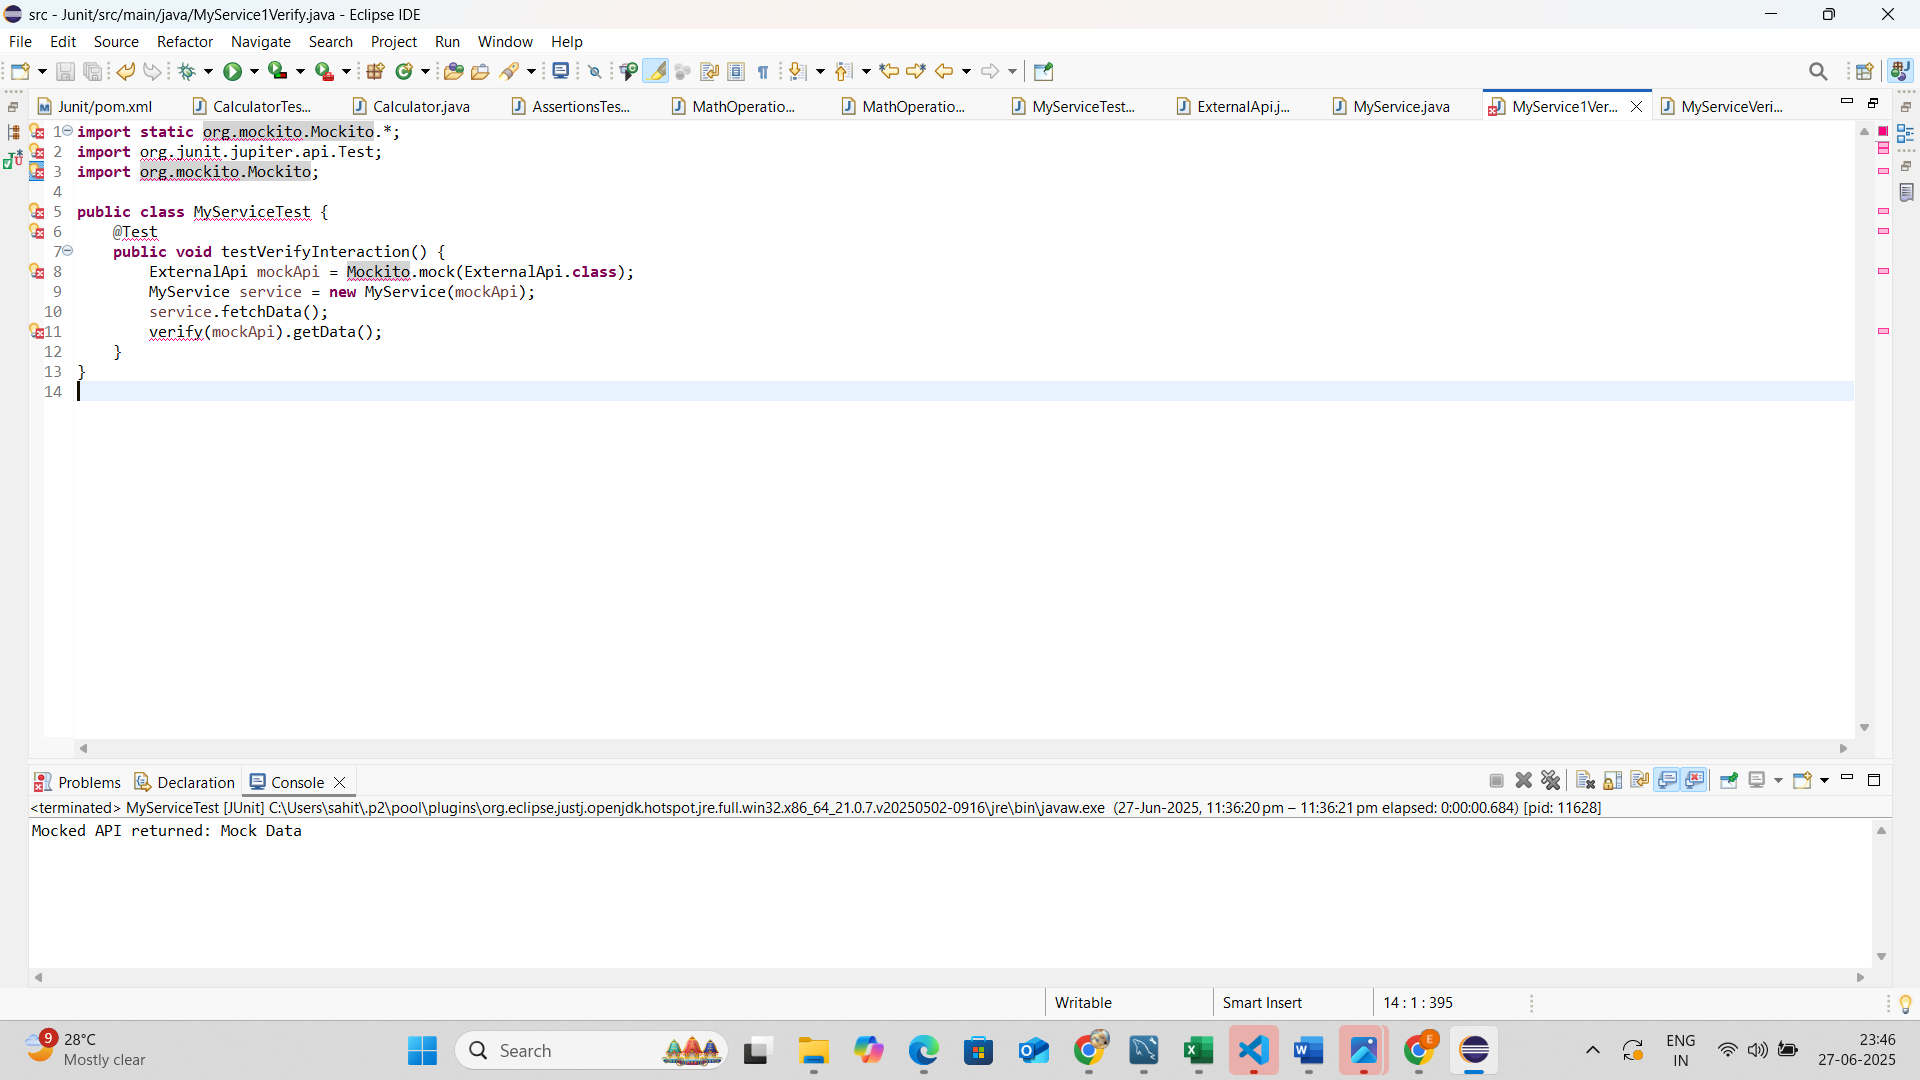 src - Junit/src/main/java/MyService1Verify.java - Eclipse IDE
File Edit Source Refactor Navigate Search Project Run Window Help
Junit/pom.xml CalculatorTes... Calculator.java AssertionsTes... MathOperatio... MathOperatio... MyServiceTest... ExternalApi.j... MyService.java MyService1Ver... MyServiceVeri...
1 import static org.mockito.Mockito.*;
2 import org.junit.jupiter.api.Test;
3 import org.mockito.Mockito;
4
5 public class MyServiceTest {
6 @Test
7 public void testVerifyInteraction() {
8 ExternalApi mockApi = Mockito.mock(ExternalApi.class);
9 MyService service = new MyService(mockApi);
10 service.fetchData();
11 verify(mockApi).getData();
12 }
13 }
14
Problems Declaration Console
<terminated> MyServiceTest [JUnit] C:\Users\sahit\.p2\pool\plugins\org.eclipse.justj.openjdk.hotspot.jre.full.win32.x86_64_21.0.7.v20250502-0916\jre\bin\javaw.exe (27-Jun-2025, 11:36:20 pm – 11:36:21 pm elapsed: 0:00:00.684) [pid: 11628]
Mocked API returned: Mock Data
Writable Smart Insert 14 : 1 : 395
9 28°C
Mostly clear
Search
ENG
IN
23:46
27-06-2025